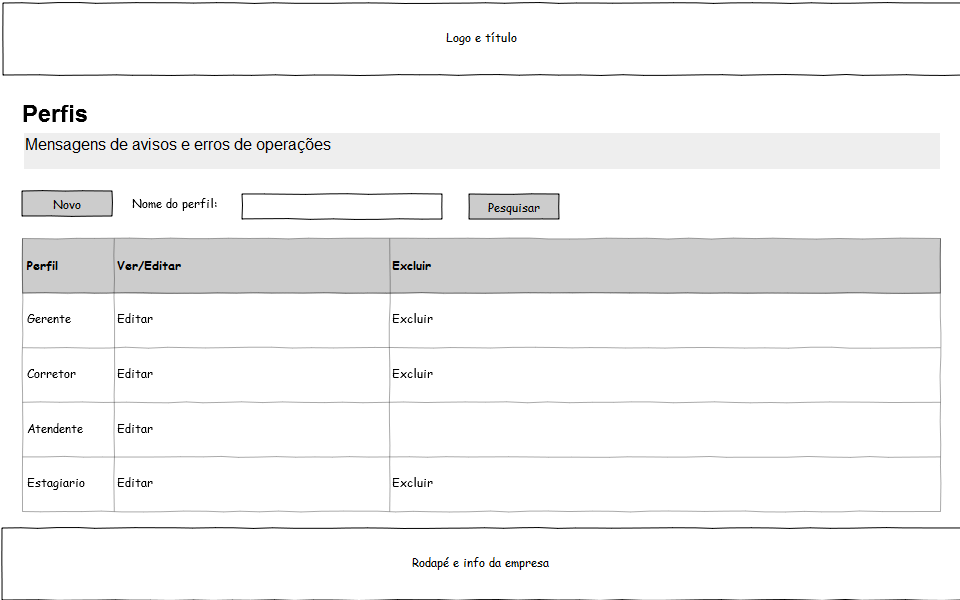 Logo e título
Perfis
Mensagens de avisos e erros de operações
Novo Nome do perfil: Pesquisar
Perfil Ver/Editar Excluir
Gerente Editar Excluir
Corretor Editar Excluir
Atendente Editar
Estagiario Editar Excluir
Rodapé e info da empresa